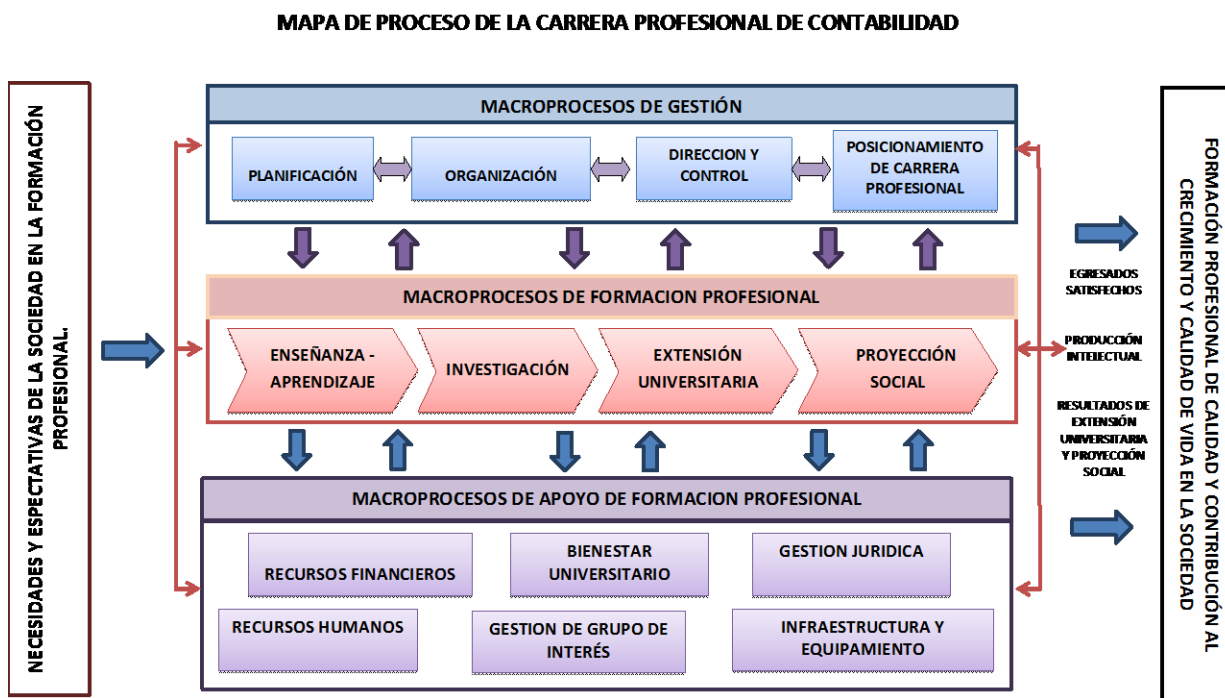 MAPA DE PROCESO DE LA CARRERA PROFESIONAL DE CONTABILIDAD
NECESIDADES Y ESPECTATIVAS DE LA SOCIEDAD EN LA FORMACIÓN
PROFESIONAL.
MACROPROCESOS DE GESTIÓN
PLANIFICACIÓN
ORGANIZACIÓN
DIRECCION Y
CONTROL
POSICIONAMIENTO
DE CARRERA
PROFESIONAL
MACROPROCESOS DE FORMACION PROFESIONAL
ENSEÑANZA -
APRENDIZAJE
INVESTIGACIÓN
EXTENSIÓN
UNIVERSITARIA
PROYECCIÓN
SOCIAL
MACROPROCESOS DE APOYO DE FORMACION PROFESIONAL
RECURSOS FINANCIEROS
BIENESTAR
UNIVERSITARIO
GESTION JURIDICA
RECURSOS HUMANOS
GESTION DE GRUPO DE
INTERÉS
INFRAESTRUCTURA Y
EQUIPAMIENTO
EGRESADOS
SATISFECHOS
PRODUCCIÓN
INTELECTUAL
RESULTADOS DE
EXTENSIÓN
UNIVERSITARIA
Y PROYECCIÓN
SOCIAL
FORMACIÓN PROFESIONAL DE CALIDAD Y CONTRIBUCIÓN AL
CRECIMIENTO Y CALIDAD DE VIDA EN LA SOCIEDAD